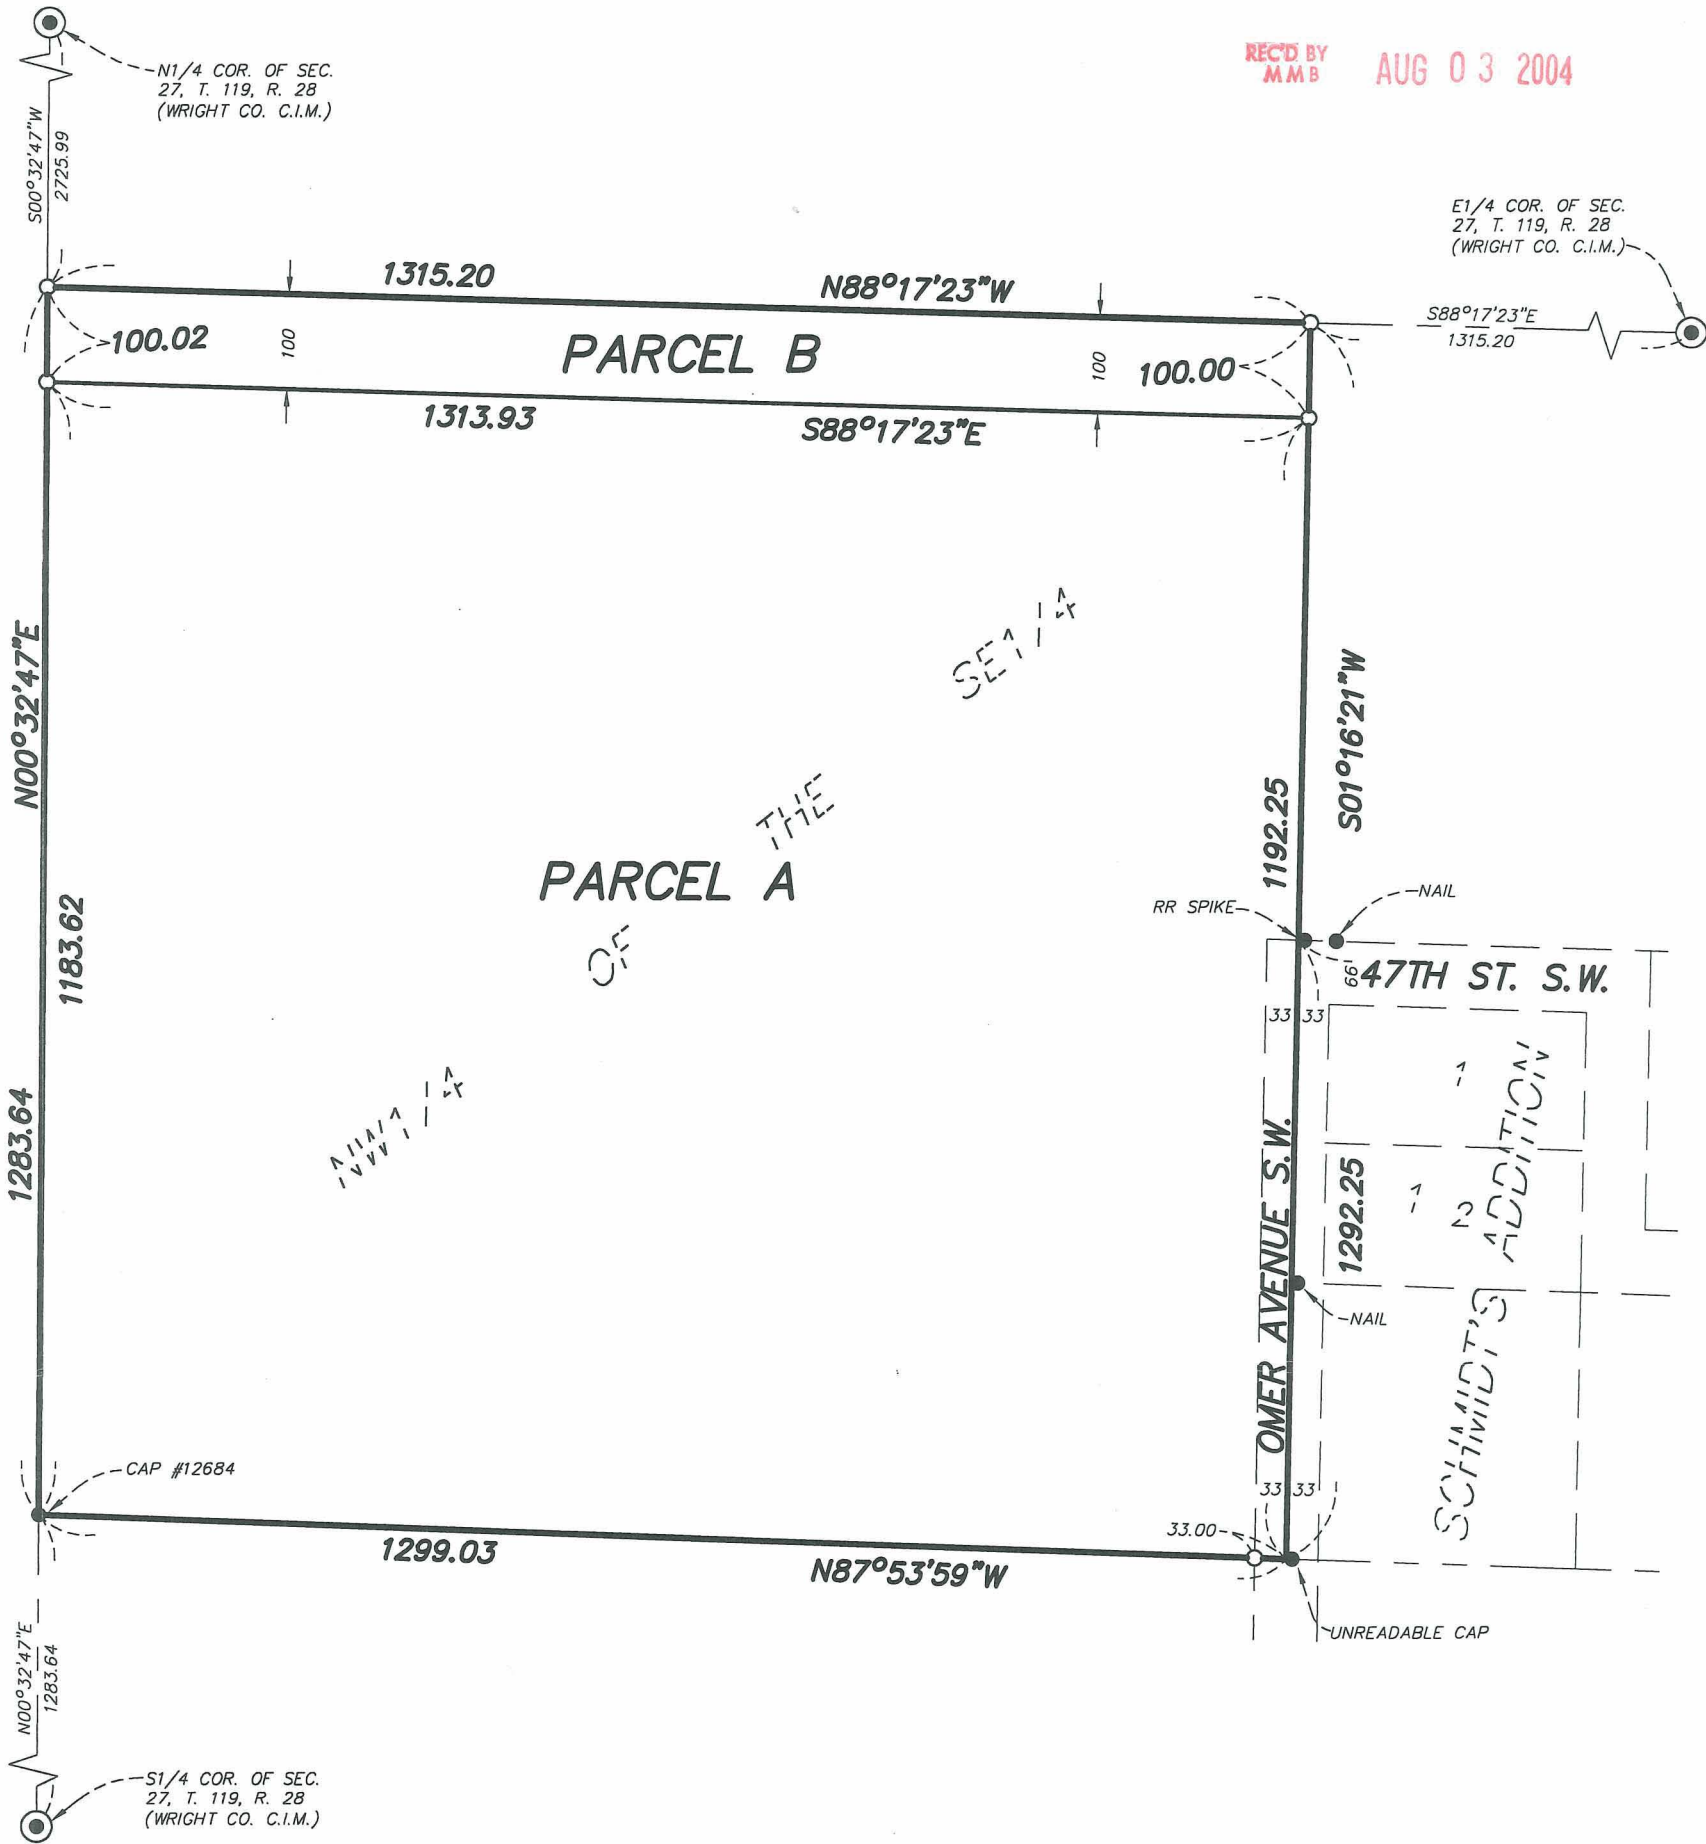 REC'D BY
MMB
AUG 03 2004
N1/4 COR. OF SEC.
27, T. 119, R. 28
(WRIGHT CO. C.I.M.)
S00°32'47"W
2725.99
E1/4 COR. OF SEC.
27, T. 119, R. 28
(WRIGHT CO. C.I.M.)
S88°17'23"E
1315.20
1315.20
N88°17'23"W
100.02
100
PARCEL B
100
100.00
1313.93
S88°17'23"E
N00°32'47"E
1183.62
1283.64
NW1/4
OF
THE
SE1/4
PARCEL A
S01°16'21"W
1192.25
RR SPIKE
NAIL
66'
47TH ST. S.W.
33
33
1
1
2
1292.25
OMER AVENUE S.W.
SCHMIDT'S ADDITION
NAIL
CAP #12684
33
33
33.00
1299.03
N87°53'59"W
UNREADABLE CAP
N00°32'47"E
1283.64
S1/4 COR. OF SEC.
27, T. 119, R. 28
(WRIGHT CO. C.I.M.)